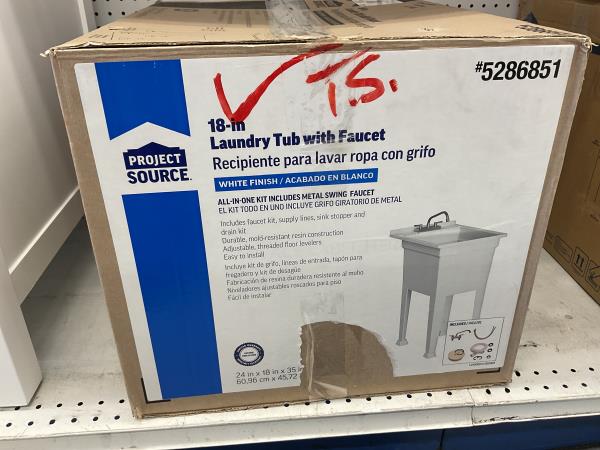 ✓ T.S.
#5286851
18-in
Laundry Tub with Faucet
Recipiente para lavar ropa con grifo
PROJECT
SOURCE
WHITE FINISH / ACABADO EN BLANCO
ALL-IN-ONE KIT INCLUDES METAL SWING FAUCET
EL KIT TODO EN UNO INCLUYE GRIFO GIRATORIO DE METAL
Includes faucet kit, supply lines, sink stopper and
drain kit
Durable, mold-resistant resin construction
Adjustable, threaded floor levelers
Easy to install
Incluye kit de grifo, líneas de entrada, tapón para
fregadero y kit de desagüe
Fabricación de resina duradera resistente al moho
Niveladores ajustables roscados para piso
Fácil de instalar
INCLUDED / INCLUYE
24 in x 18 in x 35 in
60,96 cm x 45,72